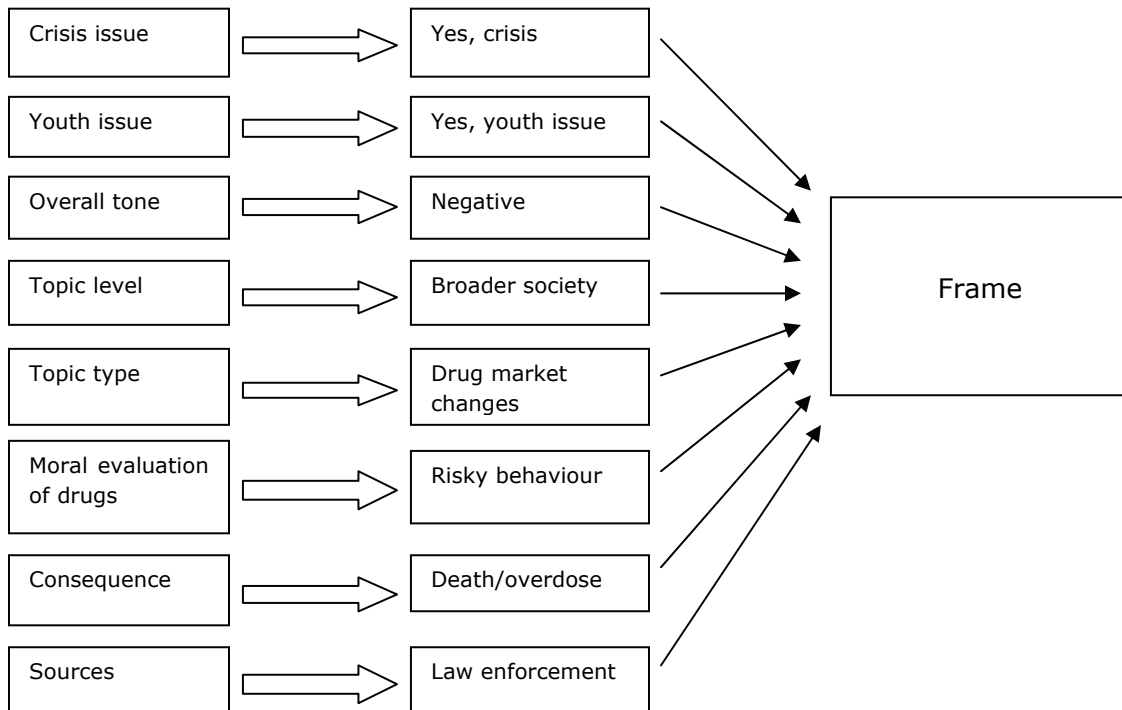 Crisis issue
Yes, crisis
Youth issue
Yes, youth issue
Overall tone
Negative
Topic level
Broader society
Frame
Topic type
Drug market
changes
Moral evaluation
of drugs
Risky behaviour
Consequence
Death/overdose
Sources
Law enforcement